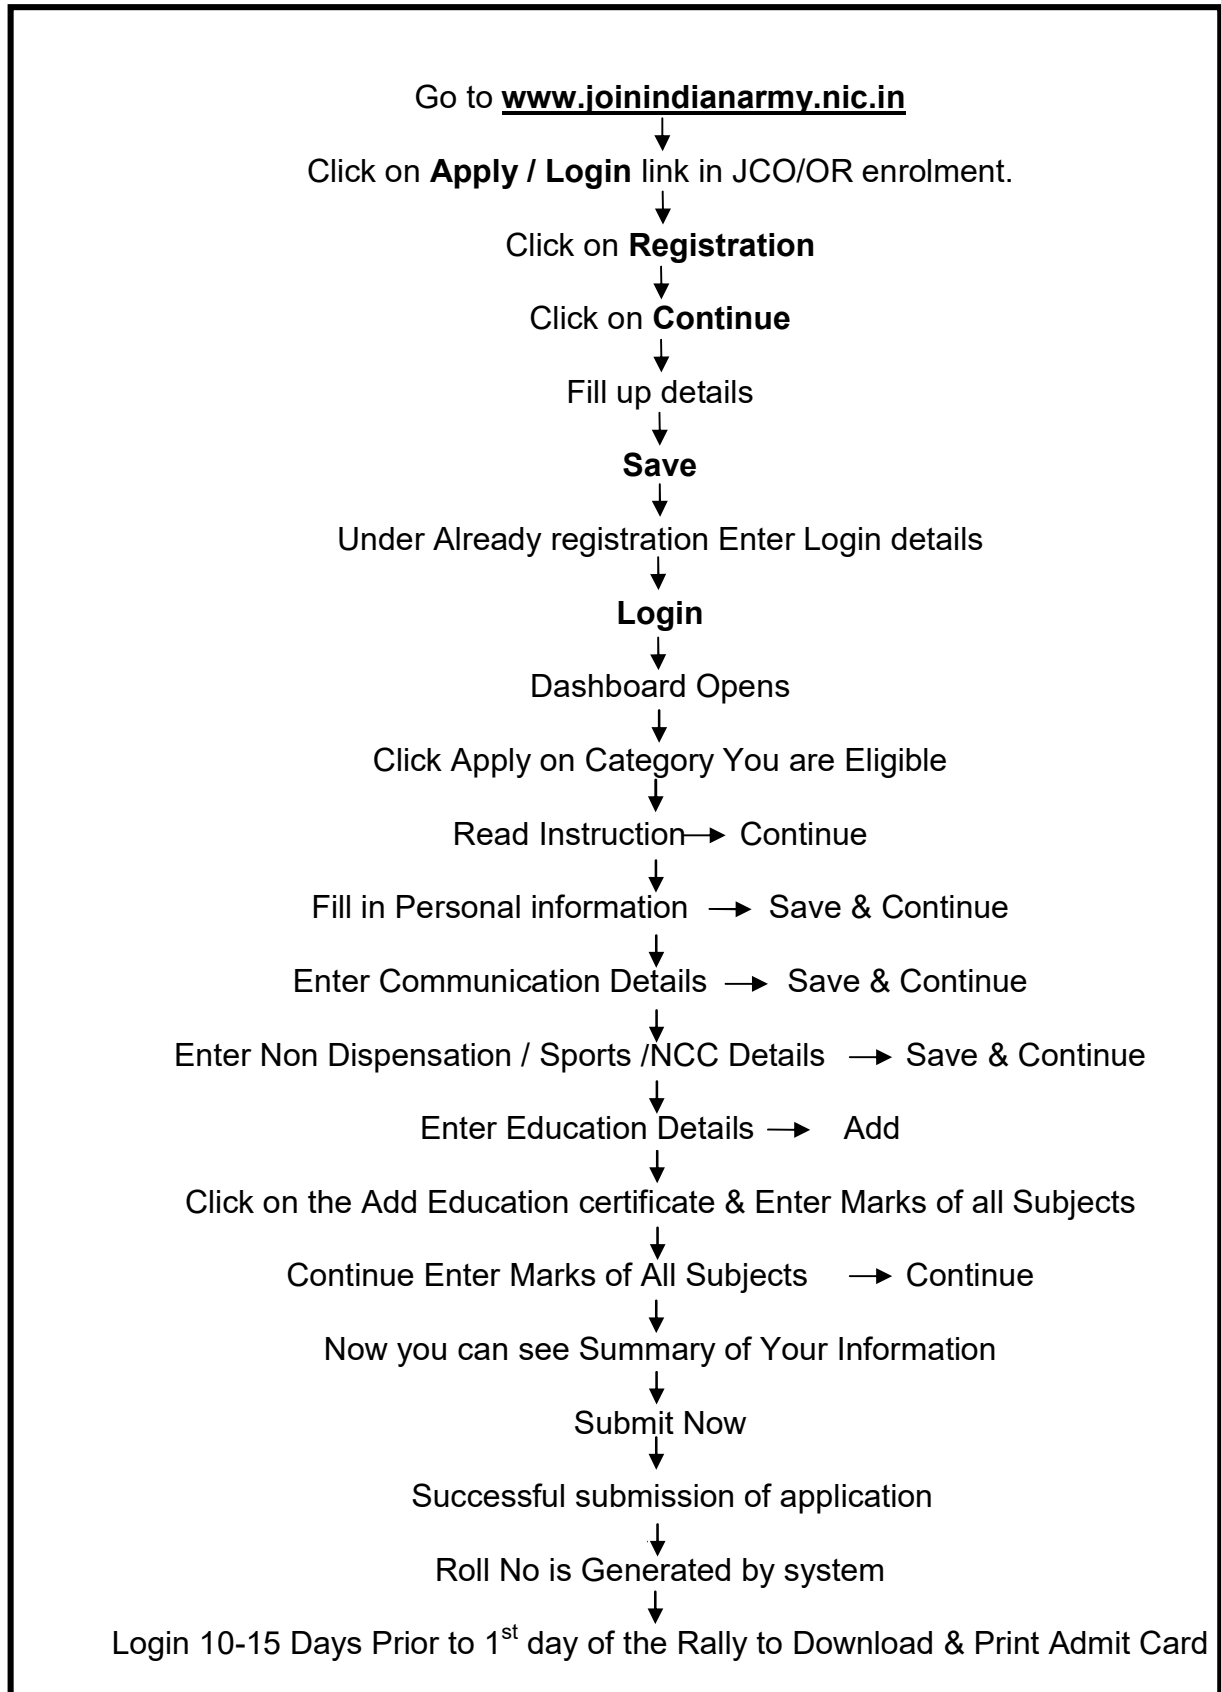 Go to www.joinindianarmy.nic.in
Click on Apply / Login link in JCO/OR enrolment.
Click on Registration
Click on Continue
Fill up details
Save
Under Already registration Enter Login details
Login
Dashboard Opens
Click Apply on Category You are Eligible
Read Instruction Continue
Fill in Personal information Save & Continue
Enter Communication Details Save & Continue
Enter Non Dispensation / Sports /NCC Details Save & Continue
Enter Education Details Add
Click on the Add Education certificate & Enter Marks of all Subjects
Continue Enter Marks of All Subjects Continue
Now you can see Summary of Your Information
Submit Now
Successful submission of application
Roll No is Generated by system
Login 10-15 Days Prior to 1st day of the Rally to Download & Print Admit Card